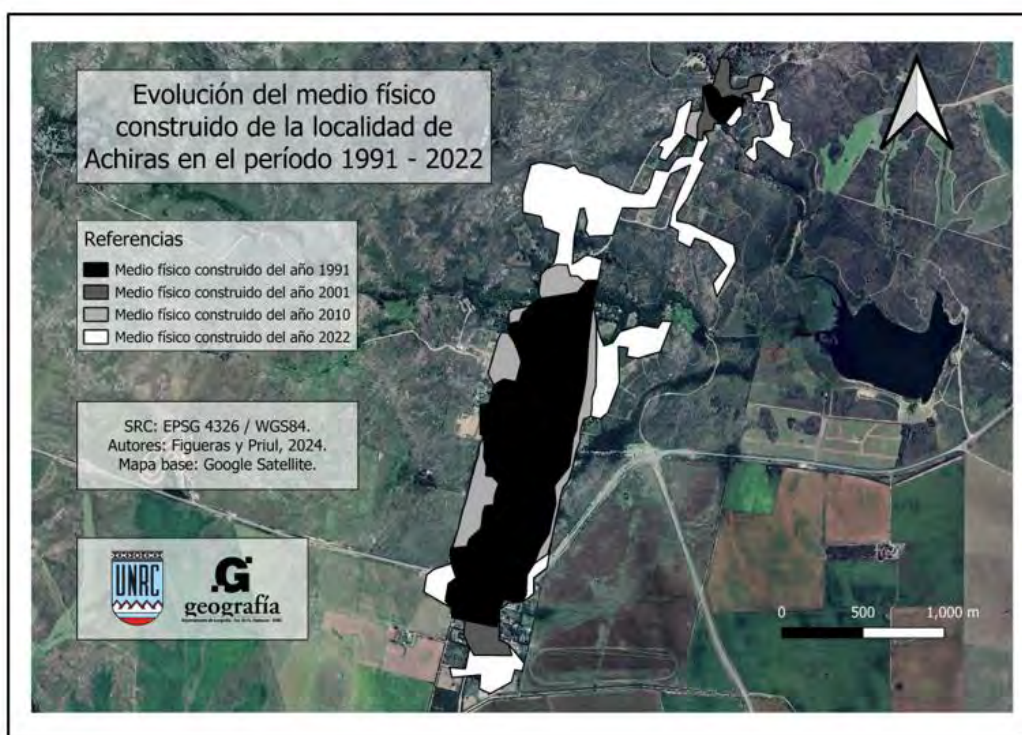 Evolución del medio físico
construido de la localidad de
Achiras en el período 1991 - 2022
Referencias
Medio físico construido del año 1991
Medio físico construido del año 2001
Medio físico construido del año 2010
Medio físico construido del año 2022
SRC: EPSG 4326 / WGS84.
Autores: Figueras y Priul, 2024.
Mapa base: Google Satellite.
UNRC
G
geografía
0 500 1,000 m